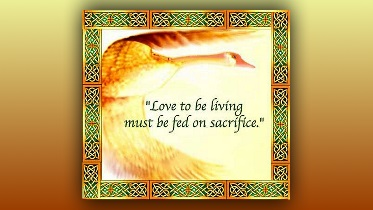 "Love to be living
must be fed on sacrifice."